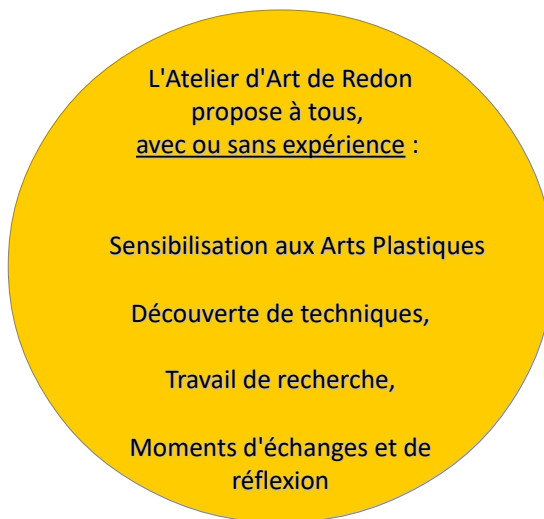 L'Atelier d'Art de Redon
propose à tous,
avec ou sans expérience :
Sensibilisation aux Arts Plastiques
Découverte de techniques,
Travail de recherche,
Moments d'échanges et de
réflexion